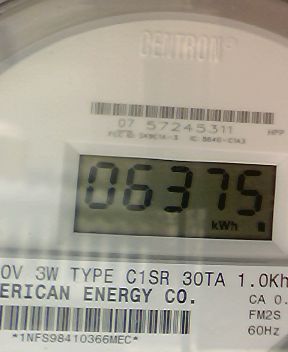 CENTRON®
07 57245311
HPP
06375
kWh
0V 3W TYPE C1SR 30TA 1.0Kh
ERICAN ENERGY CO.
CA 0.
FM2S
60Hz
*1NFS98410366MEC*